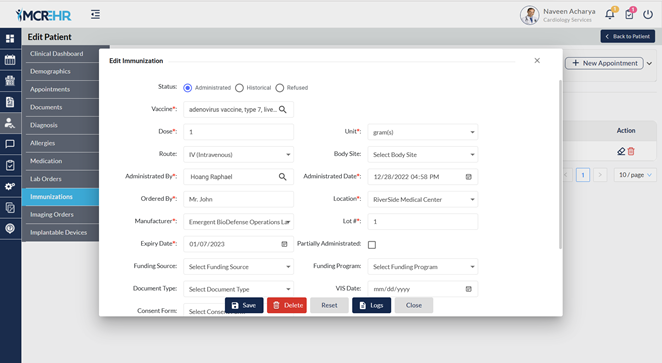 MCREHR
Naveen Acharya
Cardiology Services
Edit Patient
Back to Patient
Clinical Dashboard
Demographics
Appointments
Documents
Diagnosis
Allergies
Medication
Lab Orders
Immunizations
Imaging Orders
Implantable Devices
+ New Appointment
Action
1
10 / page
Edit Immunization
Status: Administrated Historical Refused
Vaccine*: adenovirus vaccine, type 7, live...
Dose*: 1 Unit*: gram(s)
Route: IV (Intravenous) Body Site: Select Body Site
Administrated By*: Hoang Raphael Administrated Date*: 12/28/2022 04:58 PM
Ordered By*: Mr. John Location*: RiverSide Medical Center
Manufacturer*: Emergent BioDefense Operations La Lot #*: 1
Expiry Date*: 01/07/2023 Partially Administrated:
Funding Source: Select Funding Source Funding Program: Select Funding Program
Document Type: Select Document Type VIS Date: mm/dd/yyyy
Consent Form: Select Conse
Save Delete Reset Logs Close